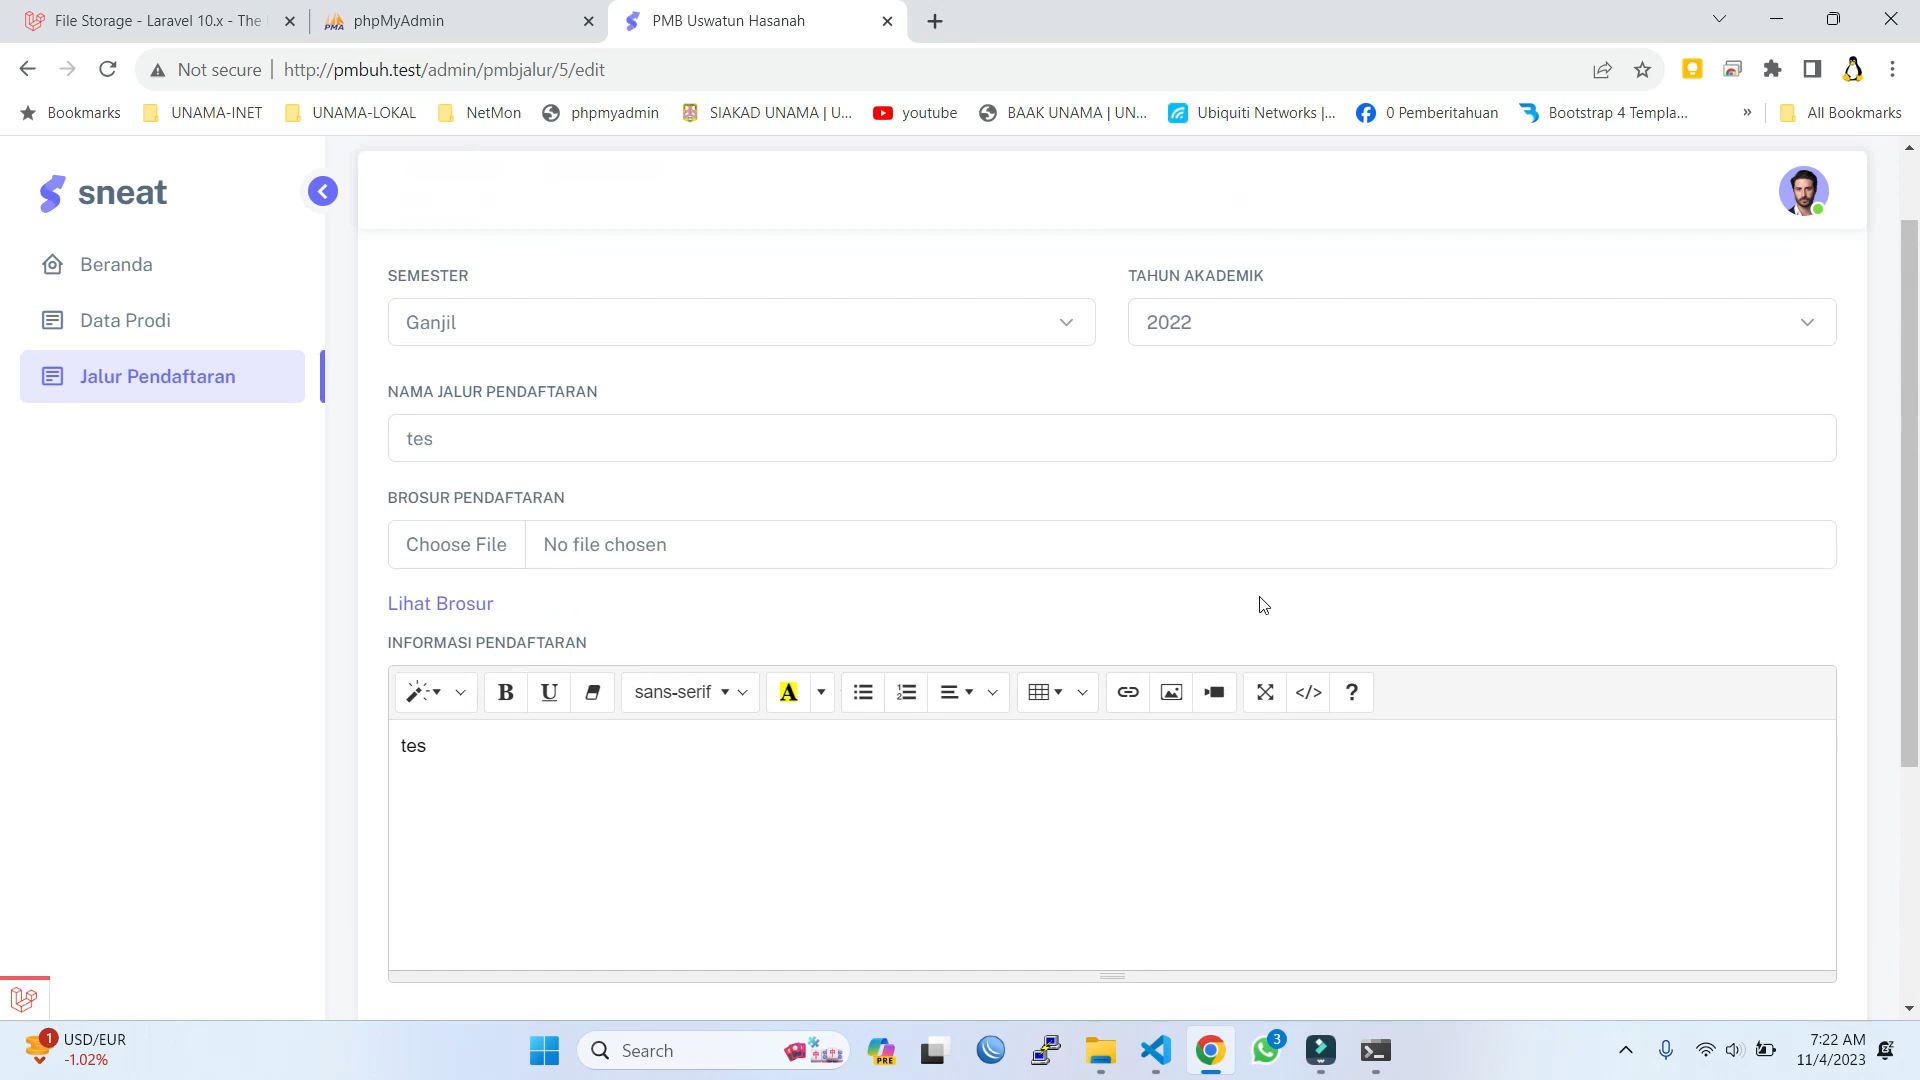 File Storage - Laravel 10.x - The
phpMyAdmin
PMB Uswatun Hasanah
Not secure
http://pmbuh.test/admin/pmbjalur/5/edit
Bookmarks
UNAMA-INET
UNAMA-LOKAL
NetMon
phpmyadmin
SIAKAD UNAMA | U...
youtube
BAAK UNAMA | UN...
Ubiquiti Networks |...
0 Pemberitahuan
Bootstrap 4 Templa...
»
All Bookmarks
sneat
Beranda
Data Prodi
Jalur Pendaftaran
SEMESTER
TAHUN AKADEMIK
Ganjil
2022
NAMA JALUR PENDAFTARAN
tes
BROSUR PENDAFTARAN
Choose File
No file chosen
Lihat Brosur
INFORMASI PENDAFTARAN
B
U
sans-serif
A
</>
?
tes
1
USD/EUR
-1.02%
Search
PRE
3
7:22 AM
11/4/2023